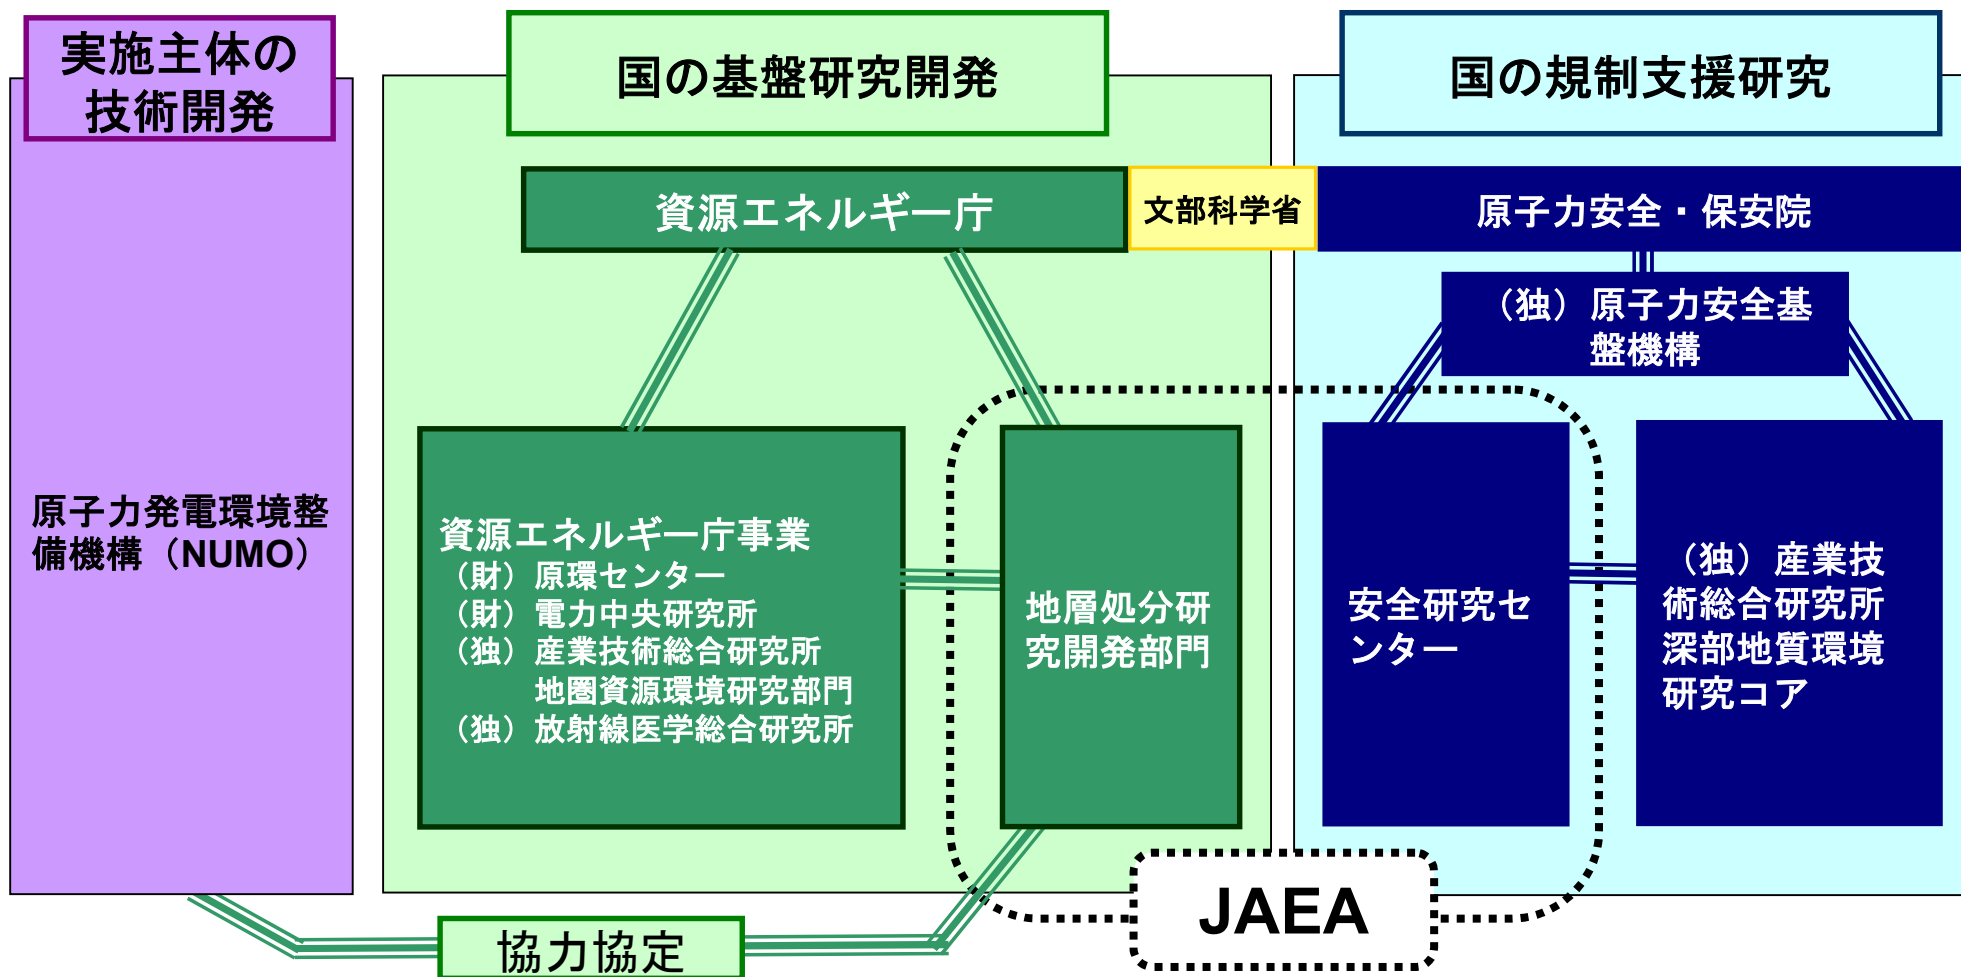 実施主体の
技術開発
国の基盤研究開発
国の規制支援研究
資源エネルギー庁
文部科学省
原子力安全・保安院
（独）原子力安全基
盤機構
原子力発電環境整
備機構（NUMO）
資源エネルギー庁事業
（財）原環センター
（財）電力中央研究所
（独）産業技術総合研究所
地圏資源環境研究部門
（独）放射線医学総合研究所
地層処分研
究開発部門
安全研究セ
ンター
（独）産業技
術総合研究所
深部地質環境
研究コア
JAEA
協力協定